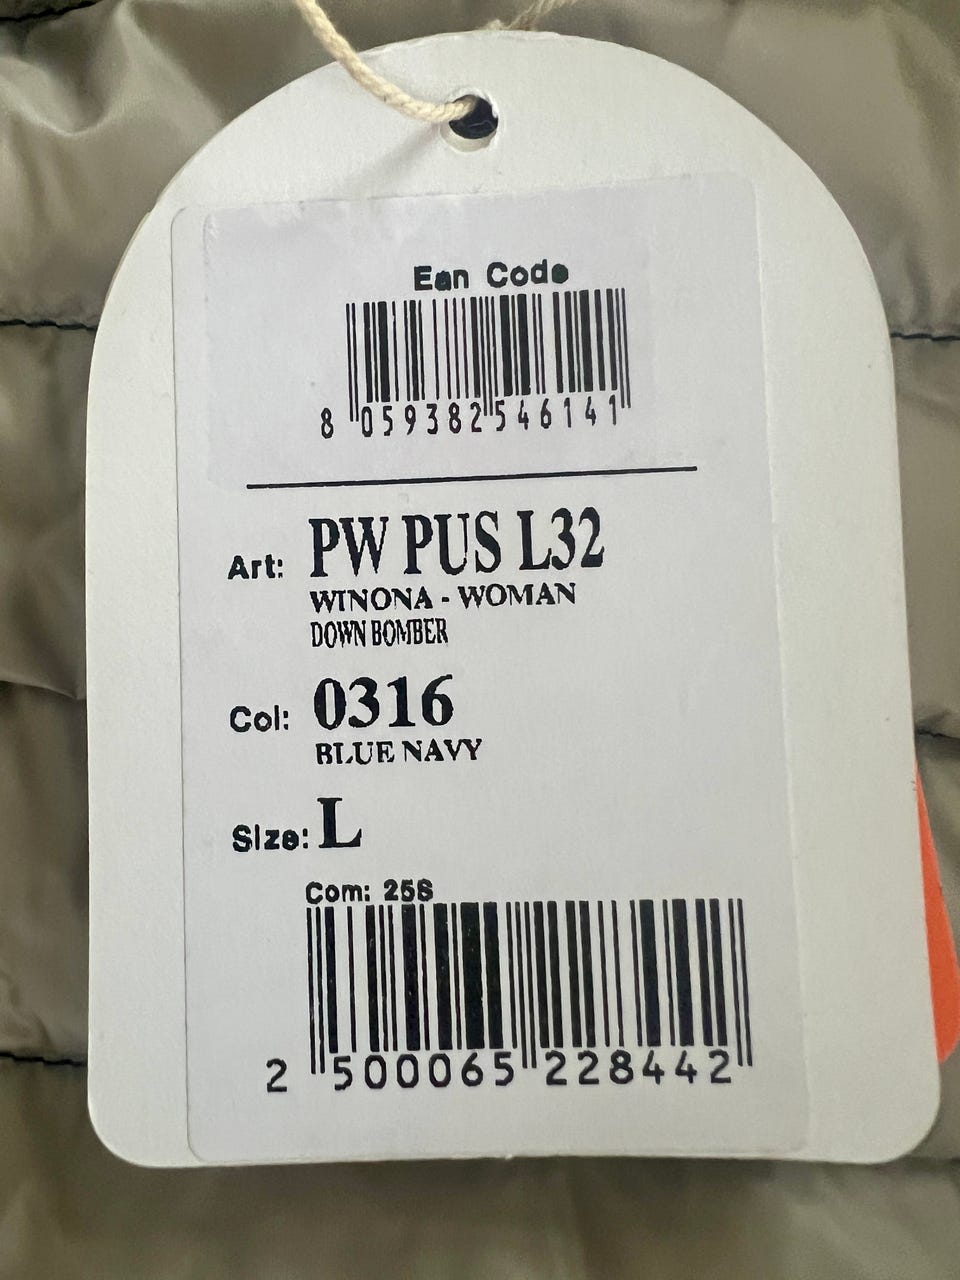 Ean Code
8 059382 546141
Art: PW PUS L32
WINONA - WOMAN
DOWN BOMBER
Col: 0316
BLUE NAVY
Size: L
Com: 25S
2 500065 228442